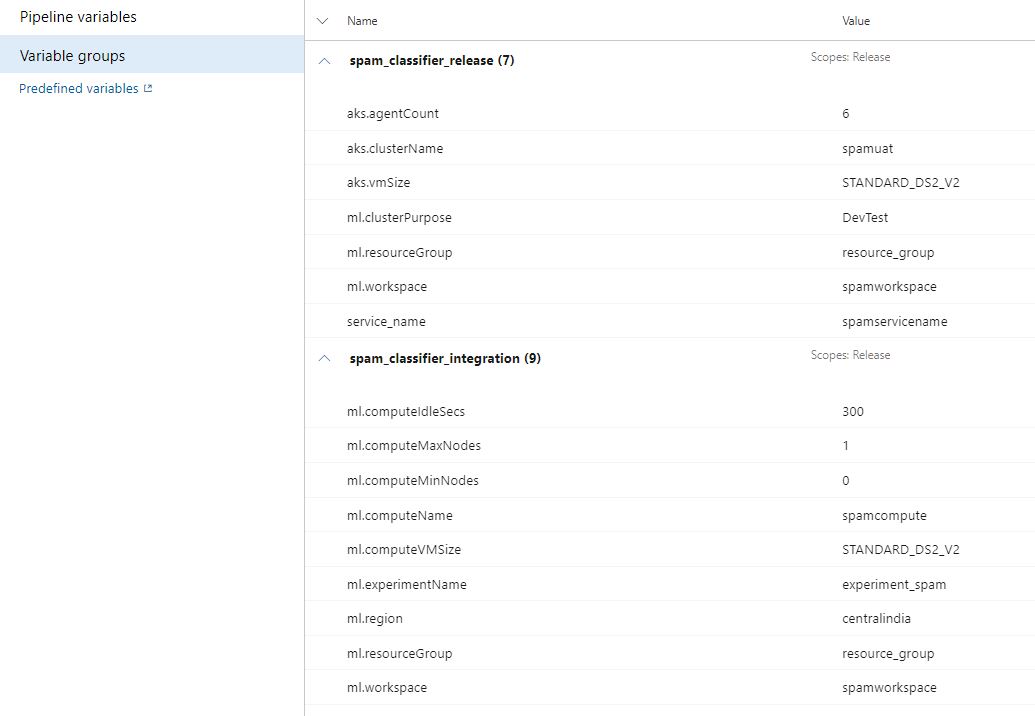 Pipeline variables
Variable groups
Predefined variables
Name Value
spam_classifier_release (7) Scopes: Release
aks.agentCount 6
aks.clusterName spamuat
aks.vmSize STANDARD_DS2_V2
ml.clusterPurpose DevTest
ml.resourceGroup resource_group
ml.workspace spamworkspace
service_name spamservicename
spam_classifier_integration (9) Scopes: Release
ml.computeIdleSecs 300
ml.computeMaxNodes 1
ml.computeMinNodes 0
ml.computeName spamcompute
ml.computeVMSize STANDARD_DS2_V2
ml.experimentName experiment_spam
ml.region centralindia
ml.resourceGroup resource_group
ml.workspace spamworkspace